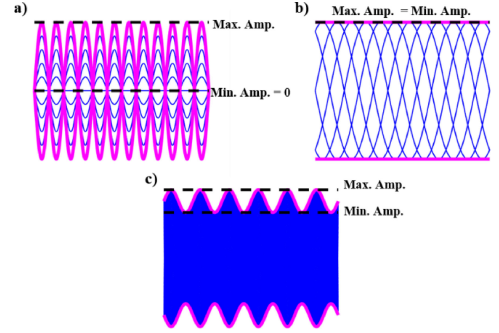 a)
Max. Amp.
Min. Amp. = 0
b)
Max. Amp. = Min. Amp.
c)
Max. Amp.
Min. Amp.